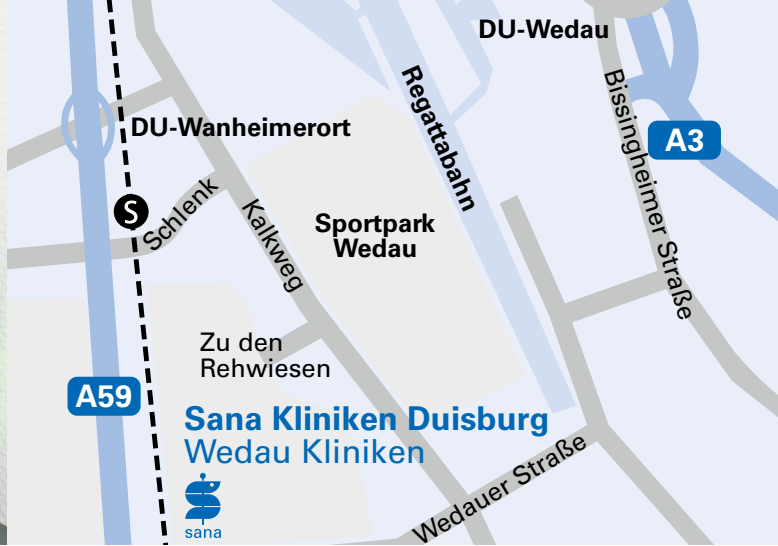 DU-Wedau
Regattabahn
Bissingheimer Straße
A3
DU-Wanheimerort
S
Schlenk
Kalkweg
Sportpark
Wedau
Zu den
Rehwiesen
A59
Sana Kliniken Duisburg
Wedau Kliniken
Wedauer Straße
sana